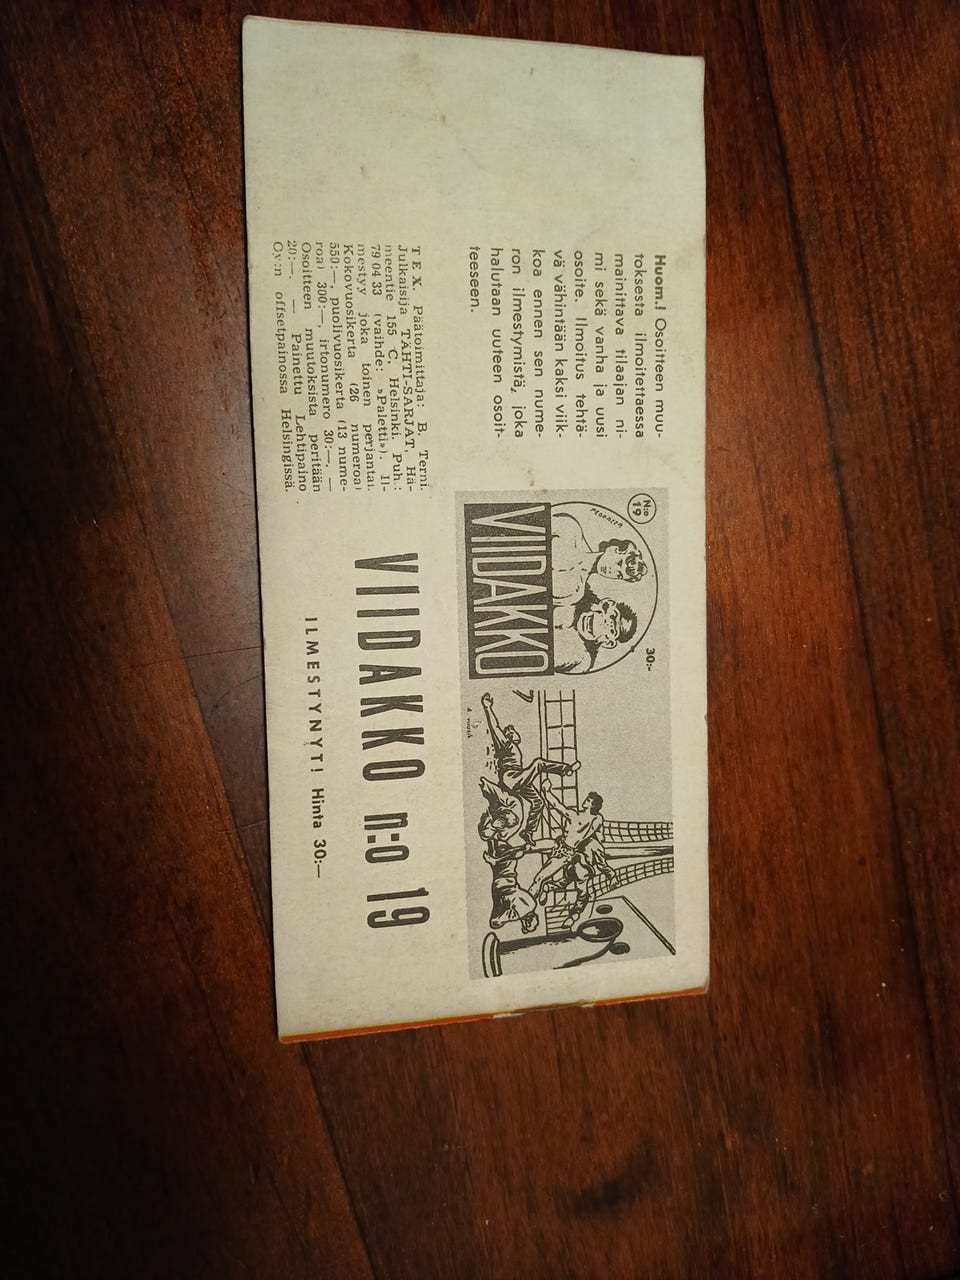 Huom.! Osoitteen muu-
toksesta ilmoitettaessa
mainittava tilaajan ni-
mi sekä vanha ja uusi
osoite. Ilmoitus tehtä-
vä vähintään kaksi viik-
koa ennen sen nume-
ron ilmestymistä, joka
halutaan uuteen osoit-
teeseen.
TEX. Päätoimittaja: B. Terni.
Julkaisija TÄHTI-SARJAT, Hä-
meentie 155 C, Helsinki. Puh.:
79 04 33 (vaihde: »Paletti»). Il-
mestyy joka toinen perjantai.
Kokovuosikerta (26 numeroa)
550:—, puolivuosikerta (13 nume-
roa) 300:—, irtonumero 30:—. —
Osoitteen muutoksista peritään
20:—. — Painettu Lehtipaino
Oy:n offsetpainossa Helsingissä.
N:o
19
30:-
VIIDAKKO
4. vuosik.
VIIDAKKO n:o 19
ILMESTYNYT! Hinta 30:—